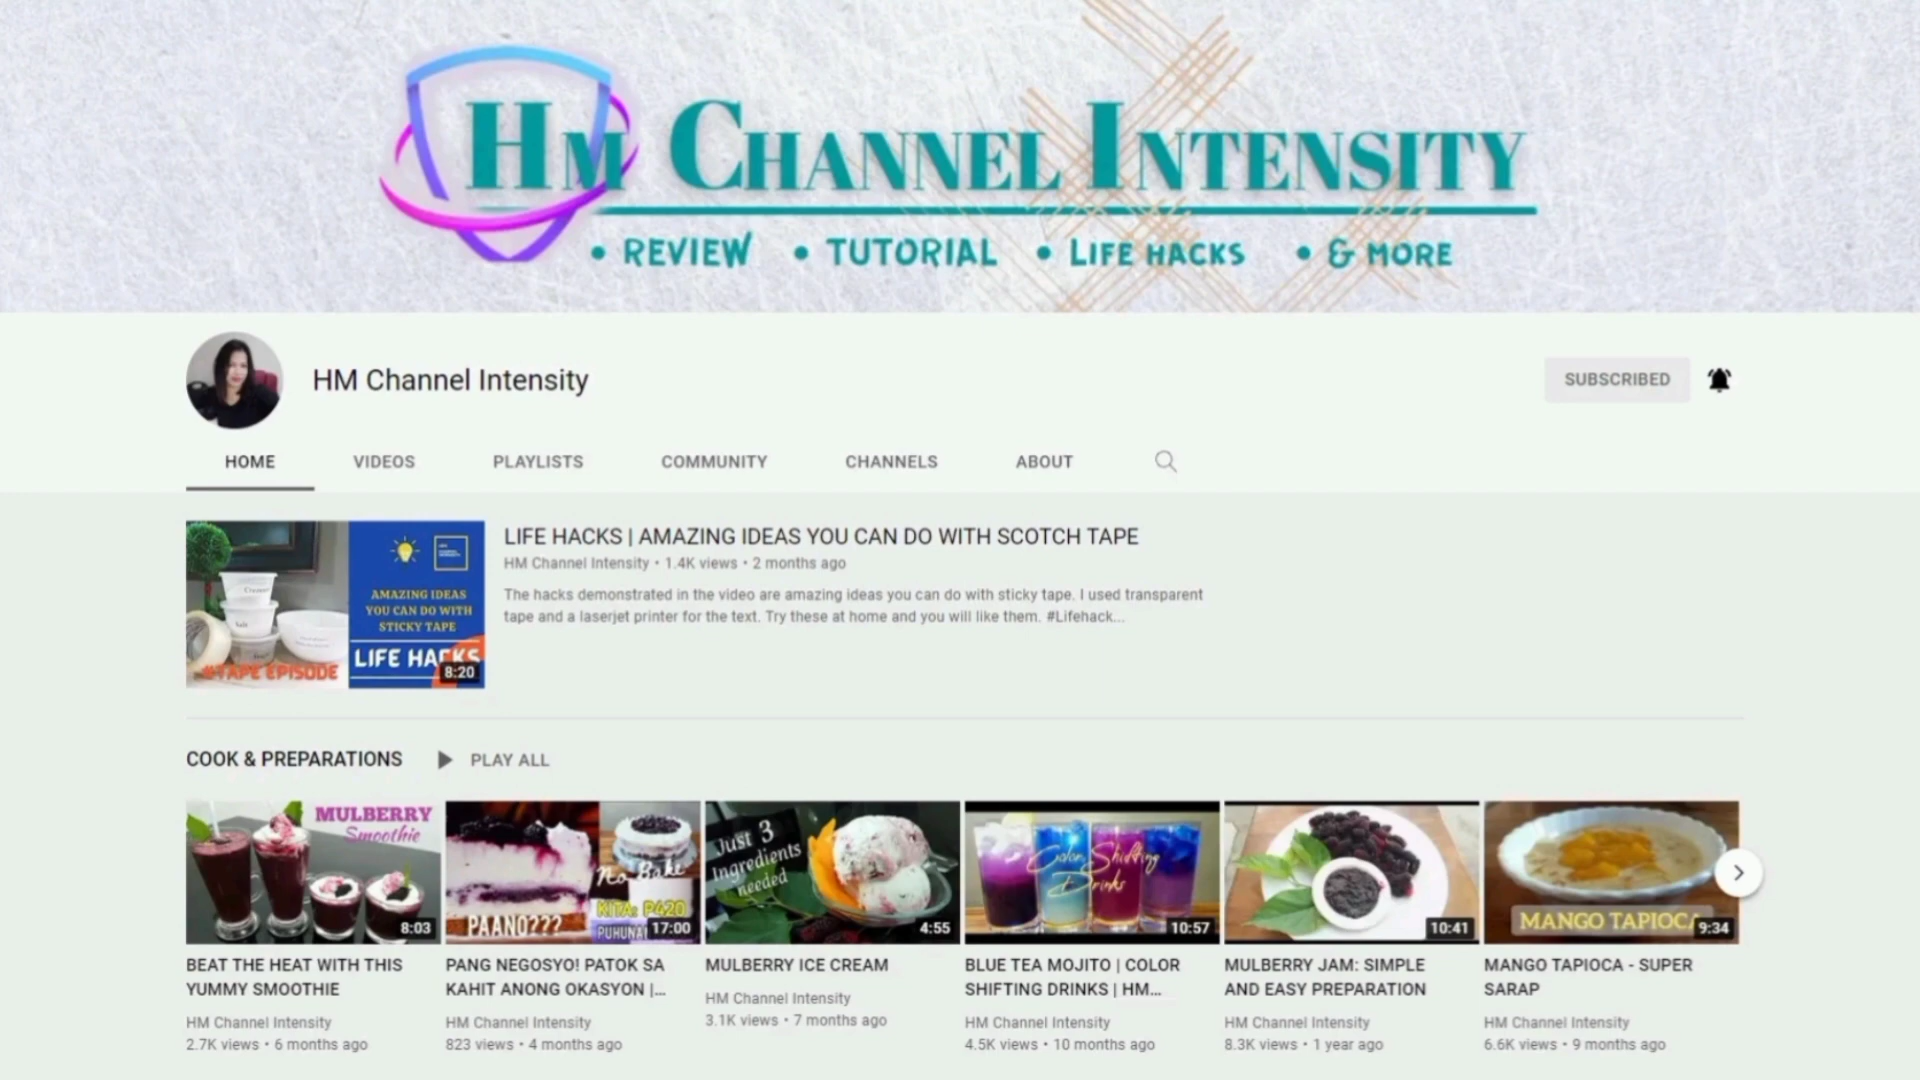 HM CHANNEL INTENSITY
• REVIEW • TUTORIAL • LIFE HACKS • & MORE
HM Channel Intensity
SUBSCRIBED
HOME VIDEOS PLAYLISTS COMMUNITY CHANNELS ABOUT
AMAZING IDEAS
YOU CAN DO WITH
STICKY TAPE
LIFE HACKS
#TAPE EPISODE
8:20
LIFE HACKS | AMAZING IDEAS YOU CAN DO WITH SCOTCH TAPE
HM Channel Intensity • 1.4K views • 2 months ago
The hacks demonstrated in the video are amazing ideas you can do with sticky tape. I used transparent
tape and a laserjet printer for the text. Try these at home and you will like them. #Lifehack...
COOK & PREPARATIONS PLAY ALL
MULBERRY
Smoothie
8:03
No Bake
KITA: P420
PAANO???
PUHUNAN
17:00
Just 3
Ingredients
needed
4:55
Color Shifting
Drinks
10:57
10:41
MANGO TAPIOCA
9:34
BEAT THE HEAT WITH THIS
YUMMY SMOOTHIE
HM Channel Intensity
2.7K views • 6 months ago
PANG NEGOSYO! PATOK SA
KAHIT ANONG OKASYON |...
HM Channel Intensity
823 views • 4 months ago
MULBERRY ICE CREAM
HM Channel Intensity
3.1K views • 7 months ago
BLUE TEA MOJITO | COLOR
SHIFTING DRINKS | HM...
HM Channel Intensity
4.5K views • 10 months ago
MULBERRY JAM: SIMPLE
AND EASY PREPARATION
HM Channel Intensity
8.3K views • 1 year ago
MANGO TAPIOCA - SUPER
SARAP
HM Channel Intensity
6.6K views • 9 months ago